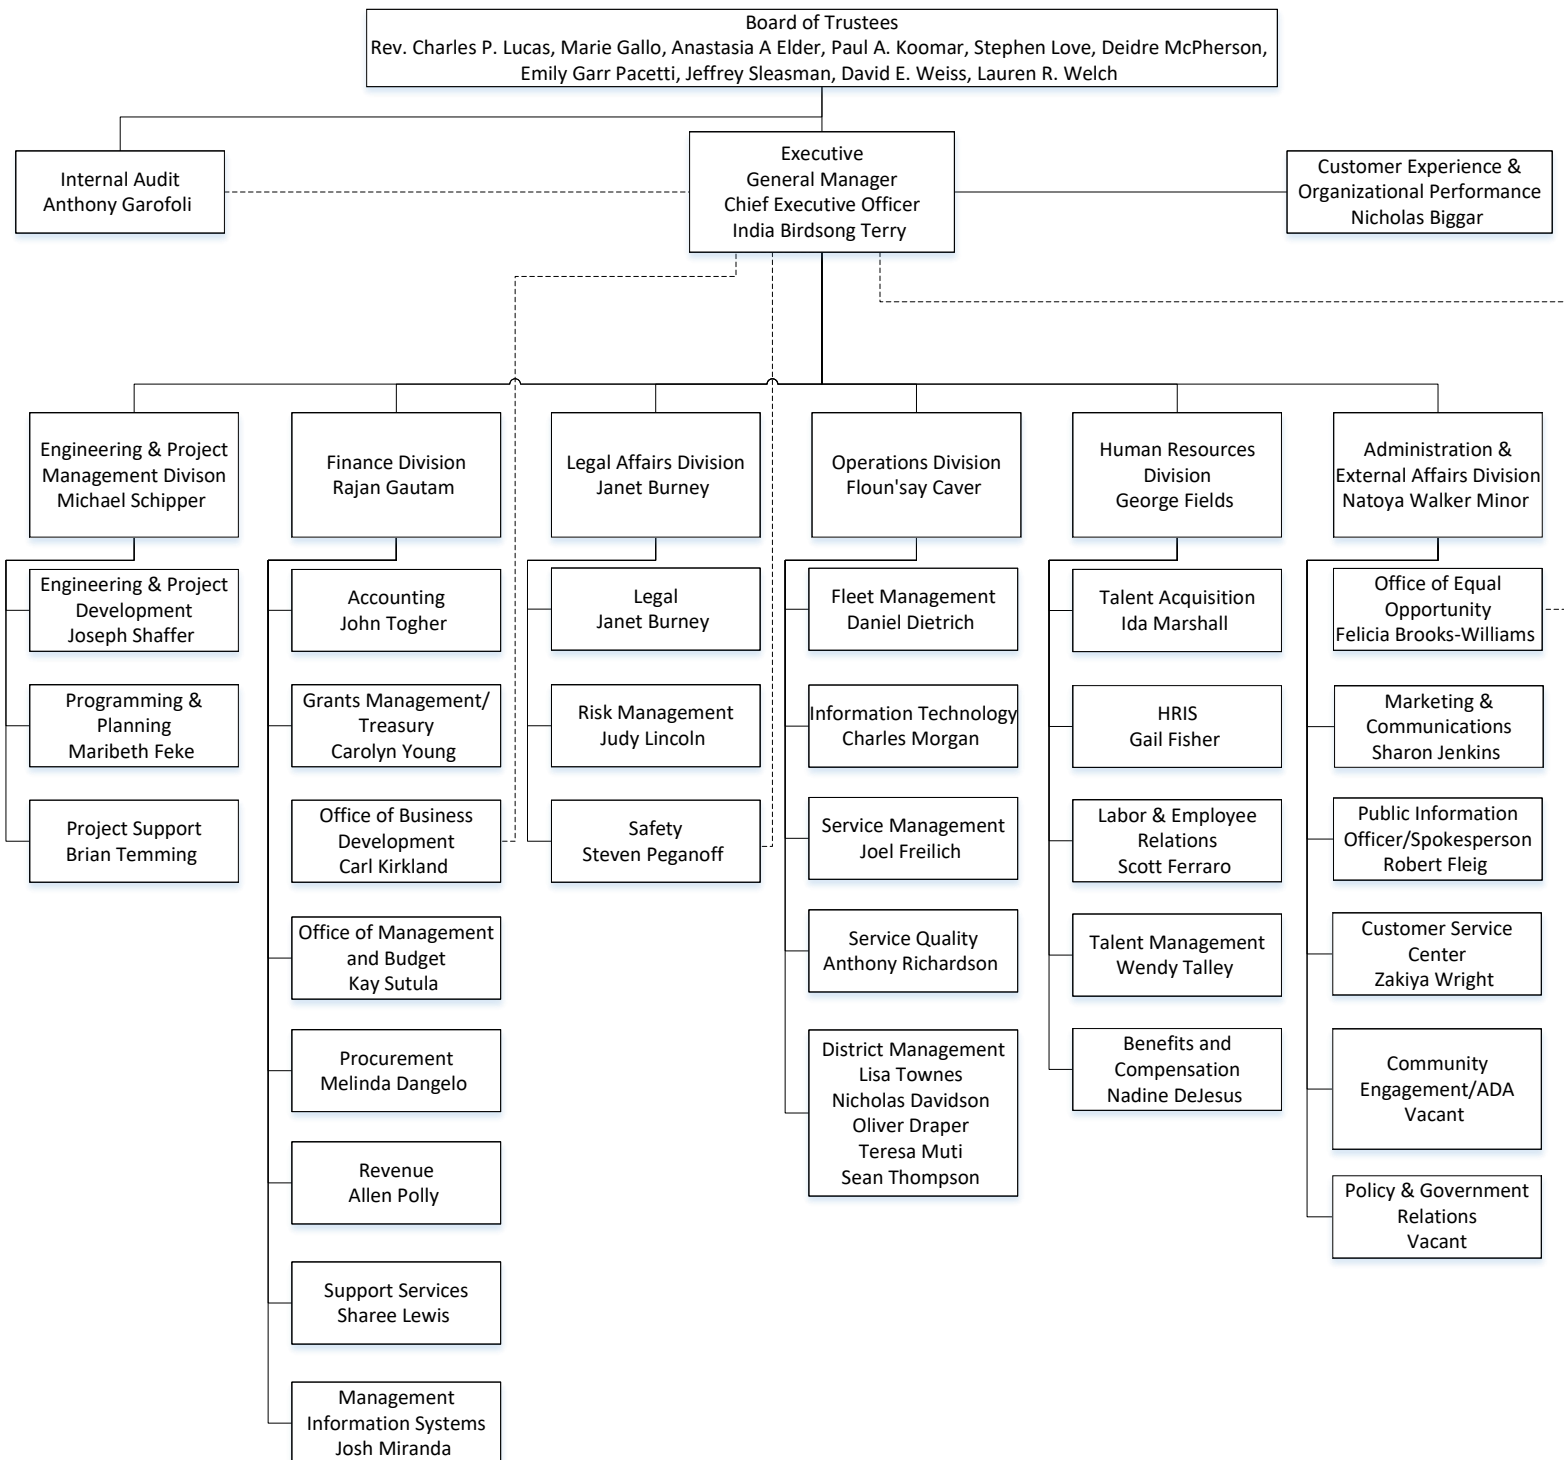 Board of Trustees
Rev. Charles P. Lucas, Marie Gallo, Anastasia A Elder, Paul A. Koomar, Stephen Love, Deidre McPherson,
Emily Garr Pacetti, Jeffrey Sleasman, David E. Weiss, Lauren R. Welch
Internal Audit
Anthony Garofoli
Executive
General Manager
Chief Executive Officer
India Birdsong Terry
Customer Experience &
Organizational Performance
Nicholas Biggar
Engineering & Project
Management Divison
Michael Schipper
Engineering & Project
Development
Joseph Shaffer
Programming &
Planning
Maribeth Feke
Project Support
Brian Temming
Finance Division
Rajan Gautam
Accounting
John Togher
Grants Management/
Treasury
Carolyn Young
Office of Business
Development
Carl Kirkland
Office of Management
and Budget
Kay Sutula
Procurement
Melinda Dangelo
Revenue
Allen Polly
Support Services
Sharee Lewis
Management
Information Systems
Josh Miranda
Legal Affairs Division
Janet Burney
Legal
Janet Burney
Risk Management
Judy Lincoln
Safety
Steven Peganoff
Operations Division
Floun'say Caver
Fleet Management
Daniel Dietrich
Information Technology
Charles Morgan
Service Management
Joel Freilich
Service Quality
Anthony Richardson
District Management
Lisa Townes
Nicholas Davidson
Oliver Draper
Teresa Muti
Sean Thompson
Human Resources
Division
George Fields
Talent Acquisition
Ida Marshall
HRIS
Gail Fisher
Labor & Employee
Relations
Scott Ferraro
Talent Management
Wendy Talley
Benefits and
Compensation
Nadine DeJesus
Administration &
External Affairs Division
Natoya Walker Minor
Office of Equal
Opportunity
Felicia Brooks-Williams
Marketing &
Communications
Sharon Jenkins
Public Information
Officer/Spokesperson
Robert Fleig
Customer Service
Center
Zakiya Wright
Community
Engagement/ADA
Vacant
Policy & Government
Relations
Vacant